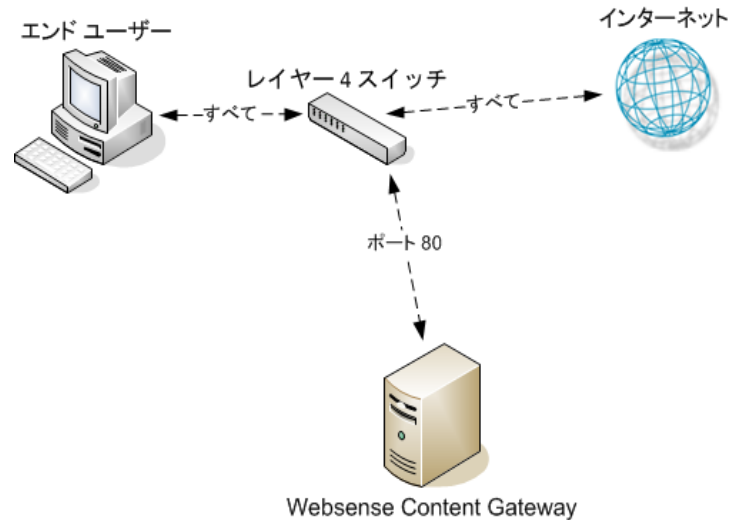 エンド ユーザー
インターネット
レイヤー 4 スイッチ
すべて
すべて
ポート 80
Websense Content Gateway